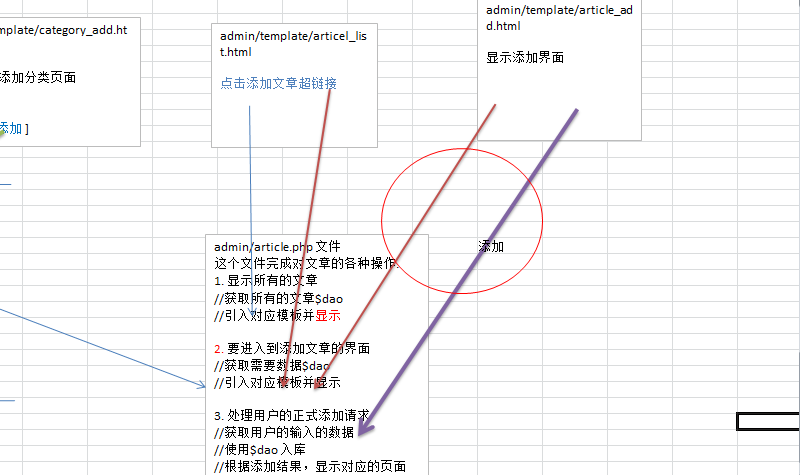 mplate/category_add.ht
添加分类页面
添加]
admin/template/articel_lis
t.html
点击添加文章超链接
admin/template/article_ad
d.html
显示添加界面
添加
admin/article.php 文件
这个文件完成对文章的各种操作.
1. 显示所有的文章
//获取所有的文章$dao
//引入对应模板并显示
2. 要进入到添加文章的界面
//获取需要数据$dao
//引入对应模板并显示
3. 处理用户的正式添加请求
//获取用户的输入的数据
//使用$dao 入库
//根据添加结果，显示对应的页面